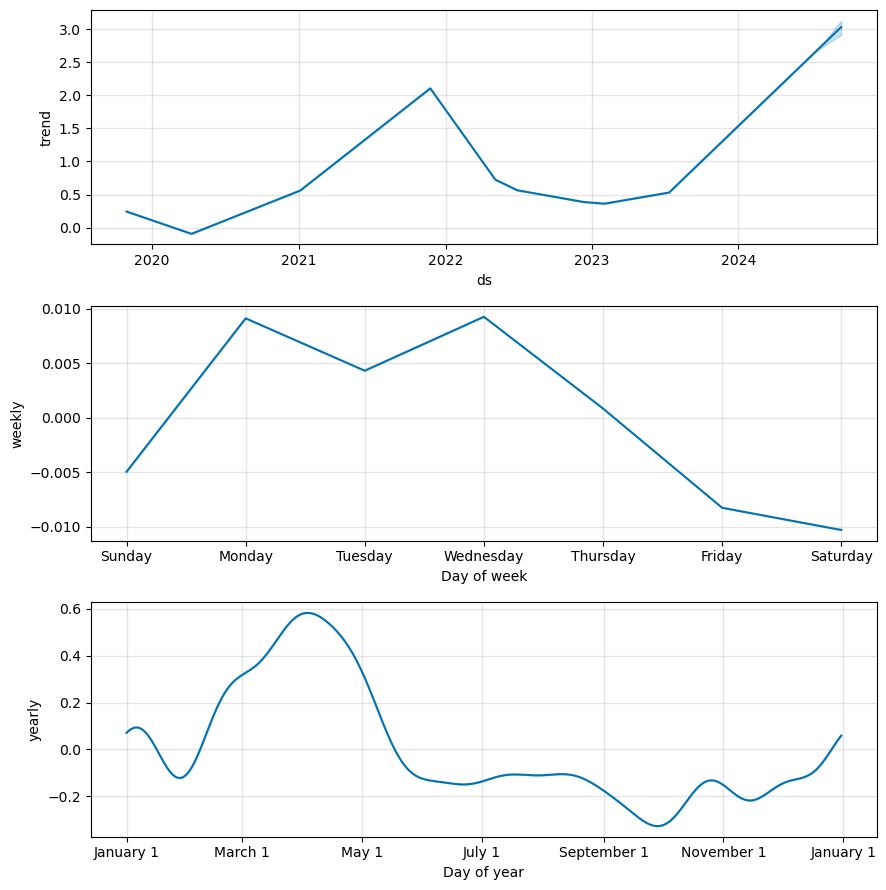 3.0
2.5
2.0
1.5
1.0
0.5
0.0
trend
2020 2021 2022 2023 2024
ds
0.010
0.005
0.000
−0.005
−0.010
weekly
Sunday Monday Tuesday Wednesday Thursday Friday Saturday
Day of week
0.6
0.4
0.2
0.0
−0.2
yearly
January 1 March 1 May 1 July 1 September 1 November 1 January 1
Day of year